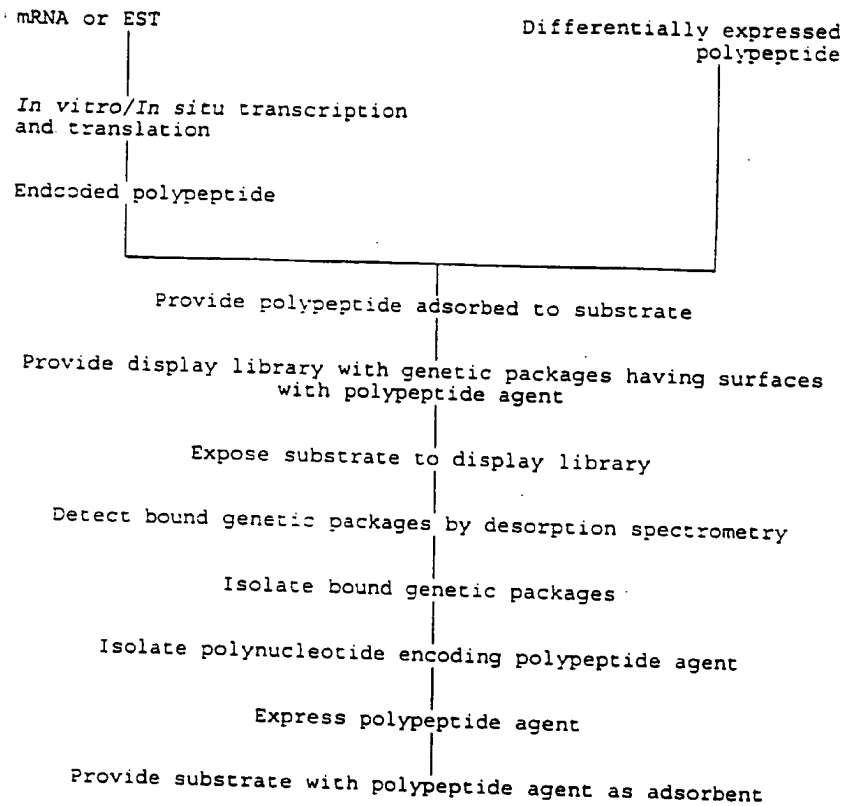 mRNA or EST
Differentially expressed
polypeptide
In vitro/In situ transcription
and translation
Endcoded polypeptide
Provide polypeptide adsorbed to substrate
Provide display library with genetic packages having surfaces
with polypeptide agent
Expose substrate to display library
Detect bound genetic packages by desorption spectrometry
Isolate bound genetic packages
Isolate polynucleotide encoding polypeptide agent
Express polypeptide agent
Provide substrate with polypeptide agent as adsorbent